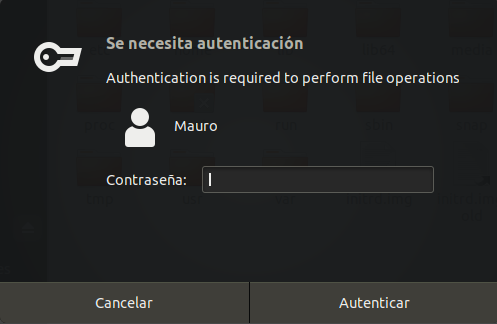 Se necesita autenticación
Authentication is required to perform file operations
Mauro
Contraseña:
Cancelar
Autenticar